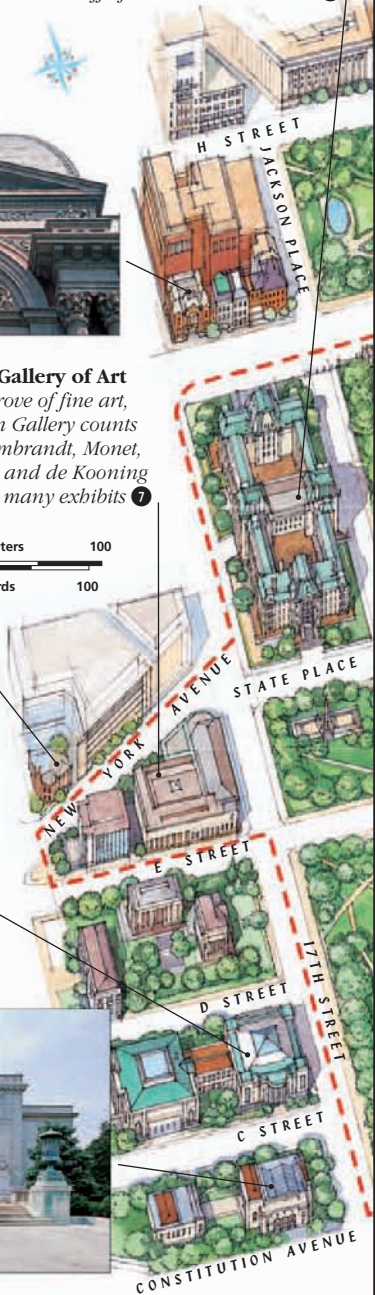 H STREET
JACKSON PLACE
Gallery of Art
rove of fine art,
n Gallery counts
mbrandt, Monet,
and de Kooning
many exhibits 7
ters 100
rds 100
STATE PLACE
NEW YORK AVENUE
E STREET
17TH STREET
D STREET
C STREET
CONSTITUTION AVENUE